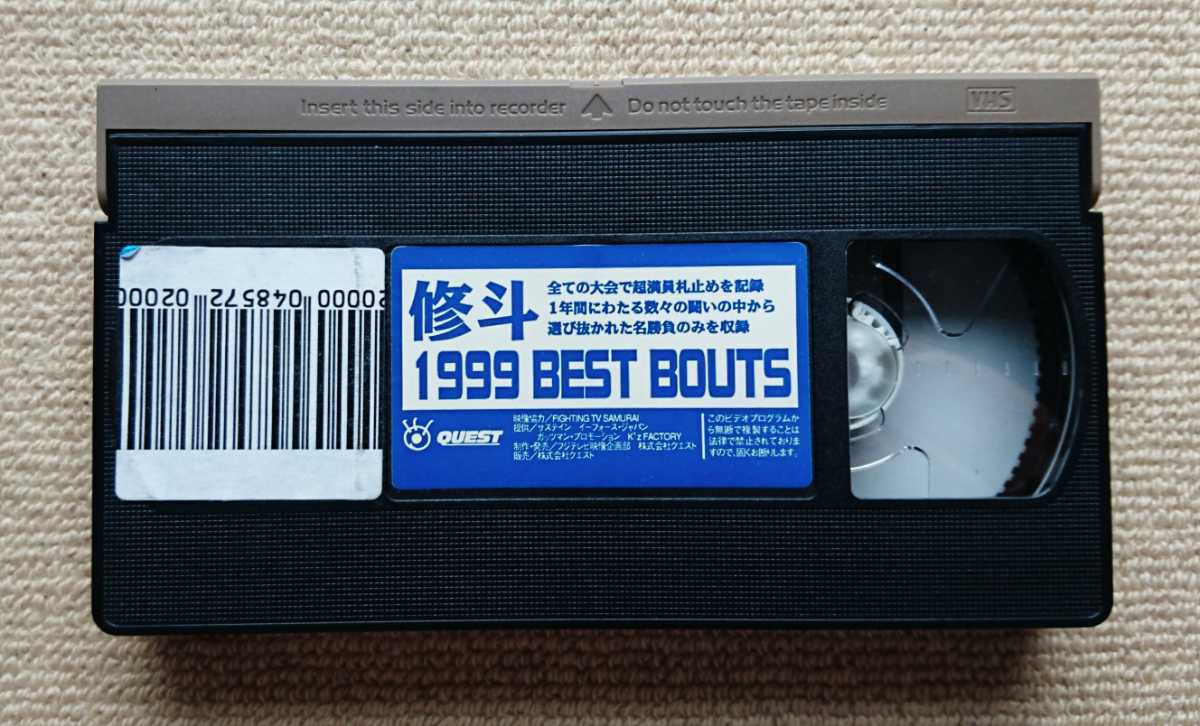 Insert this side into recorder Do not touch the tape inside VHS
20000 048572 02000
修斗
全ての大会で超満員札止めを記録
1年間にわたる数々の闘いの中から
選び抜かれた名勝負のみを収録
1999 BEST BOUTS
QUEST
映像協力/FIGHTING TV SAMURAI
提供/サステイン イーフォース・ジャパン
ガッツマン・プロモーション K'z FACTORY
制作・発売/フジテレビ映像企画部 株式会社クエスト
販売/株式会社クエスト
このビデオプログラムか
ら無断で複製することは
法律で禁止されておりま
すので、固くお断りします。